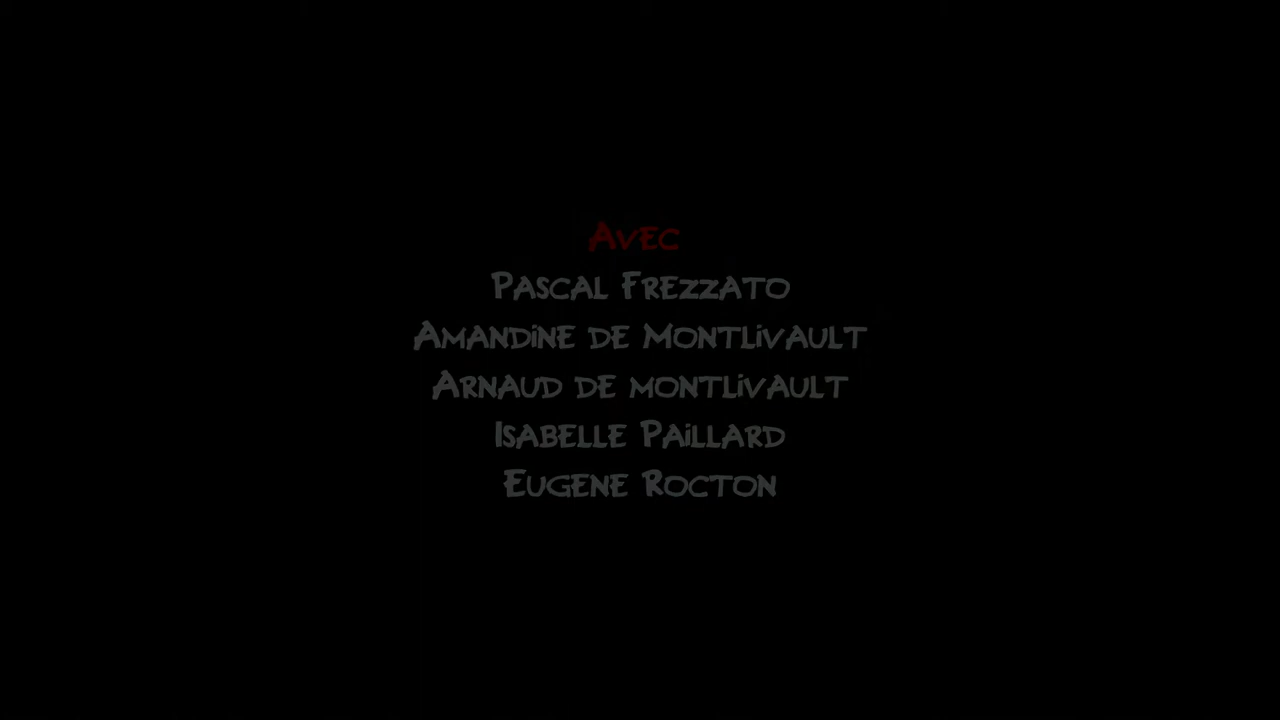 Avec
Pascal Frezzato
Amandine de Montlivault
Arnaud de montlivault
Isabelle Paillard
Eugene Rocton